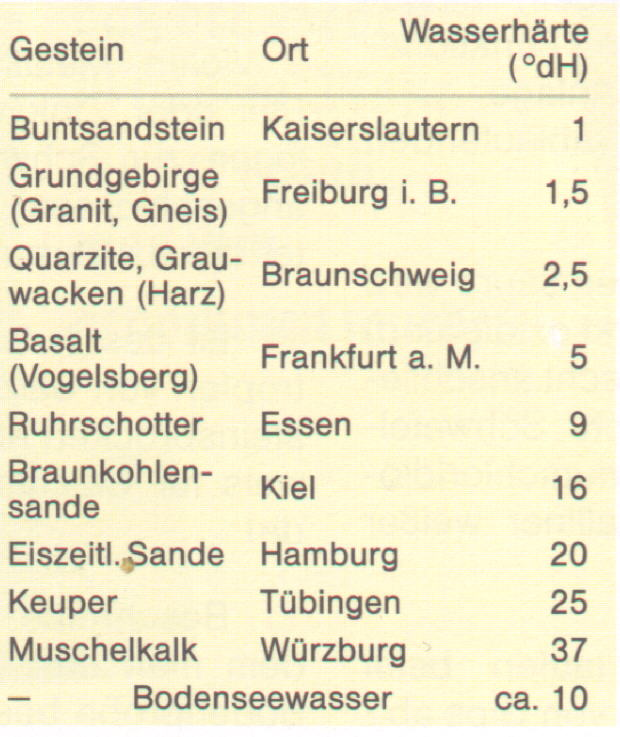 Gestein Ort Wasserhärte (°dH)
Buntsandstein Kaiserslautern 1
Grundgebirge
(Granit, Gneis) Freiburg i. B. 1,5
Quarzite, Grau-
wacken (Harz) Braunschweig 2,5
Basalt
(Vogelsberg) Frankfurt a. M. 5
Ruhrschotter Essen 9
Braunkohlen-
sande Kiel 16
Eiszeitl. Sande Hamburg 20
Keuper Tübingen 25
Muschelkalk Würzburg 37
– Bodenseewasser ca. 10